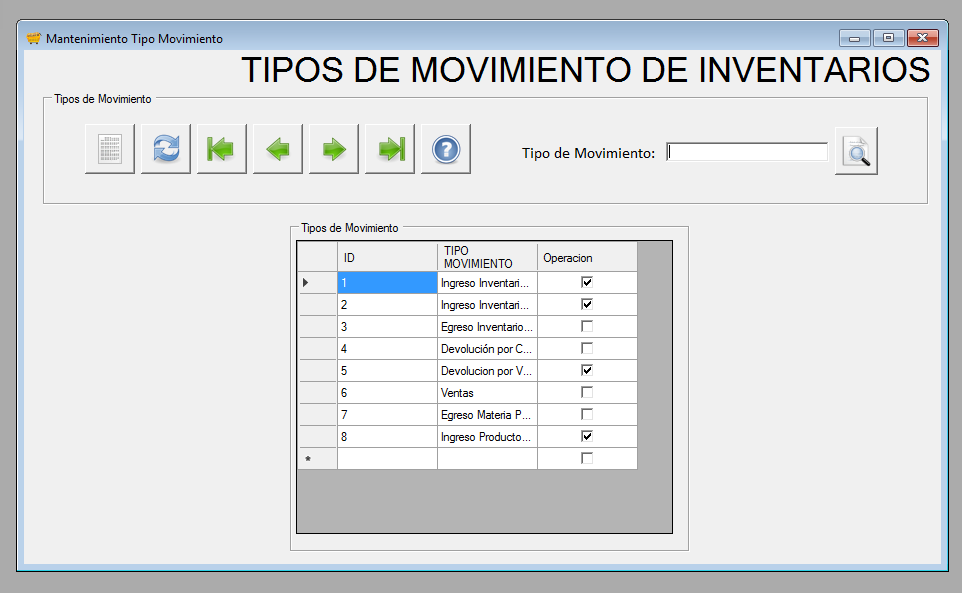 Mantenimiento Tipo Movimiento
TIPOS DE MOVIMIENTO DE INVENTARIOS
Tipos de Movimiento
Tipo de Movimiento:
Tipos de Movimiento
ID TIPO MOVIMIENTO Operacion
1 Ingreso Inventari...
2 Ingreso Inventari...
3 Egreso Inventario...
4 Devolución por C...
5 Devolucion por V...
6 Ventas
7 Egreso Materia P...
8 Ingreso Producto...
*